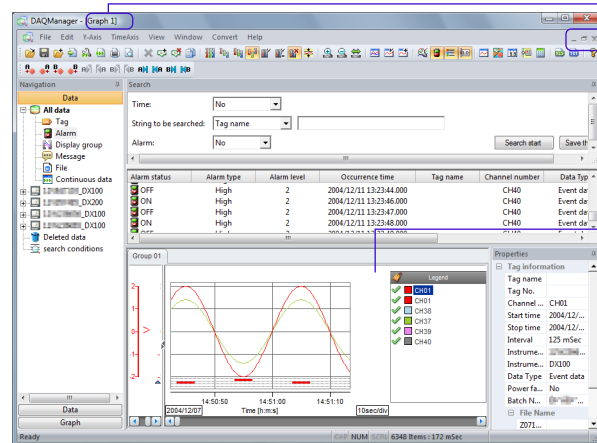 DAQManager - [Graph 1]
File Edit Y-Axis TimeAxis View Window Convert Help
Navigation
Data
All data
Tag
Alarm
Display group
Message
File
Continuous data
_DX100
_DX200
_DX100
_DX100
Deleted data
search conditions
Data
Graph
Search
Time: No
String to be searched: Tag name
Alarm: No
Search start Save th
Alarm status Alarm type Alarm level Occurrence time Tag name Channel number Data Typ
OFF High 2 2004/12/11 13:23:44.000 CH40 Event da
ON High 2 2004/12/11 13:23:46.000 CH40 Event da
OFF High 2 2004/12/11 13:23:47.000 CH40 Event da
ON High 2 2004/12/11 13:23:48.000 CH40 Event da
Group 01
2
1
0
-1
-2
V
14:50:50 14:51:00 14:51:10
2004/12/07 Time [h:m:s] 10sec/div
Legend
CH01
CH01
CH38
CH37
CH39
CH40
Properties
Tag information
Tag name
Tag No.
Channel ... CH01
Start time 2004/12/...
Stop time 2004/12/...
Interval 125 mSec
Instrume...
Instrume... DX100
Data Type Event data
Power fa... No
Batch N...
File Name
Z071...
Ready
CAP NUM SCRL 6348 Items : 172 mSec